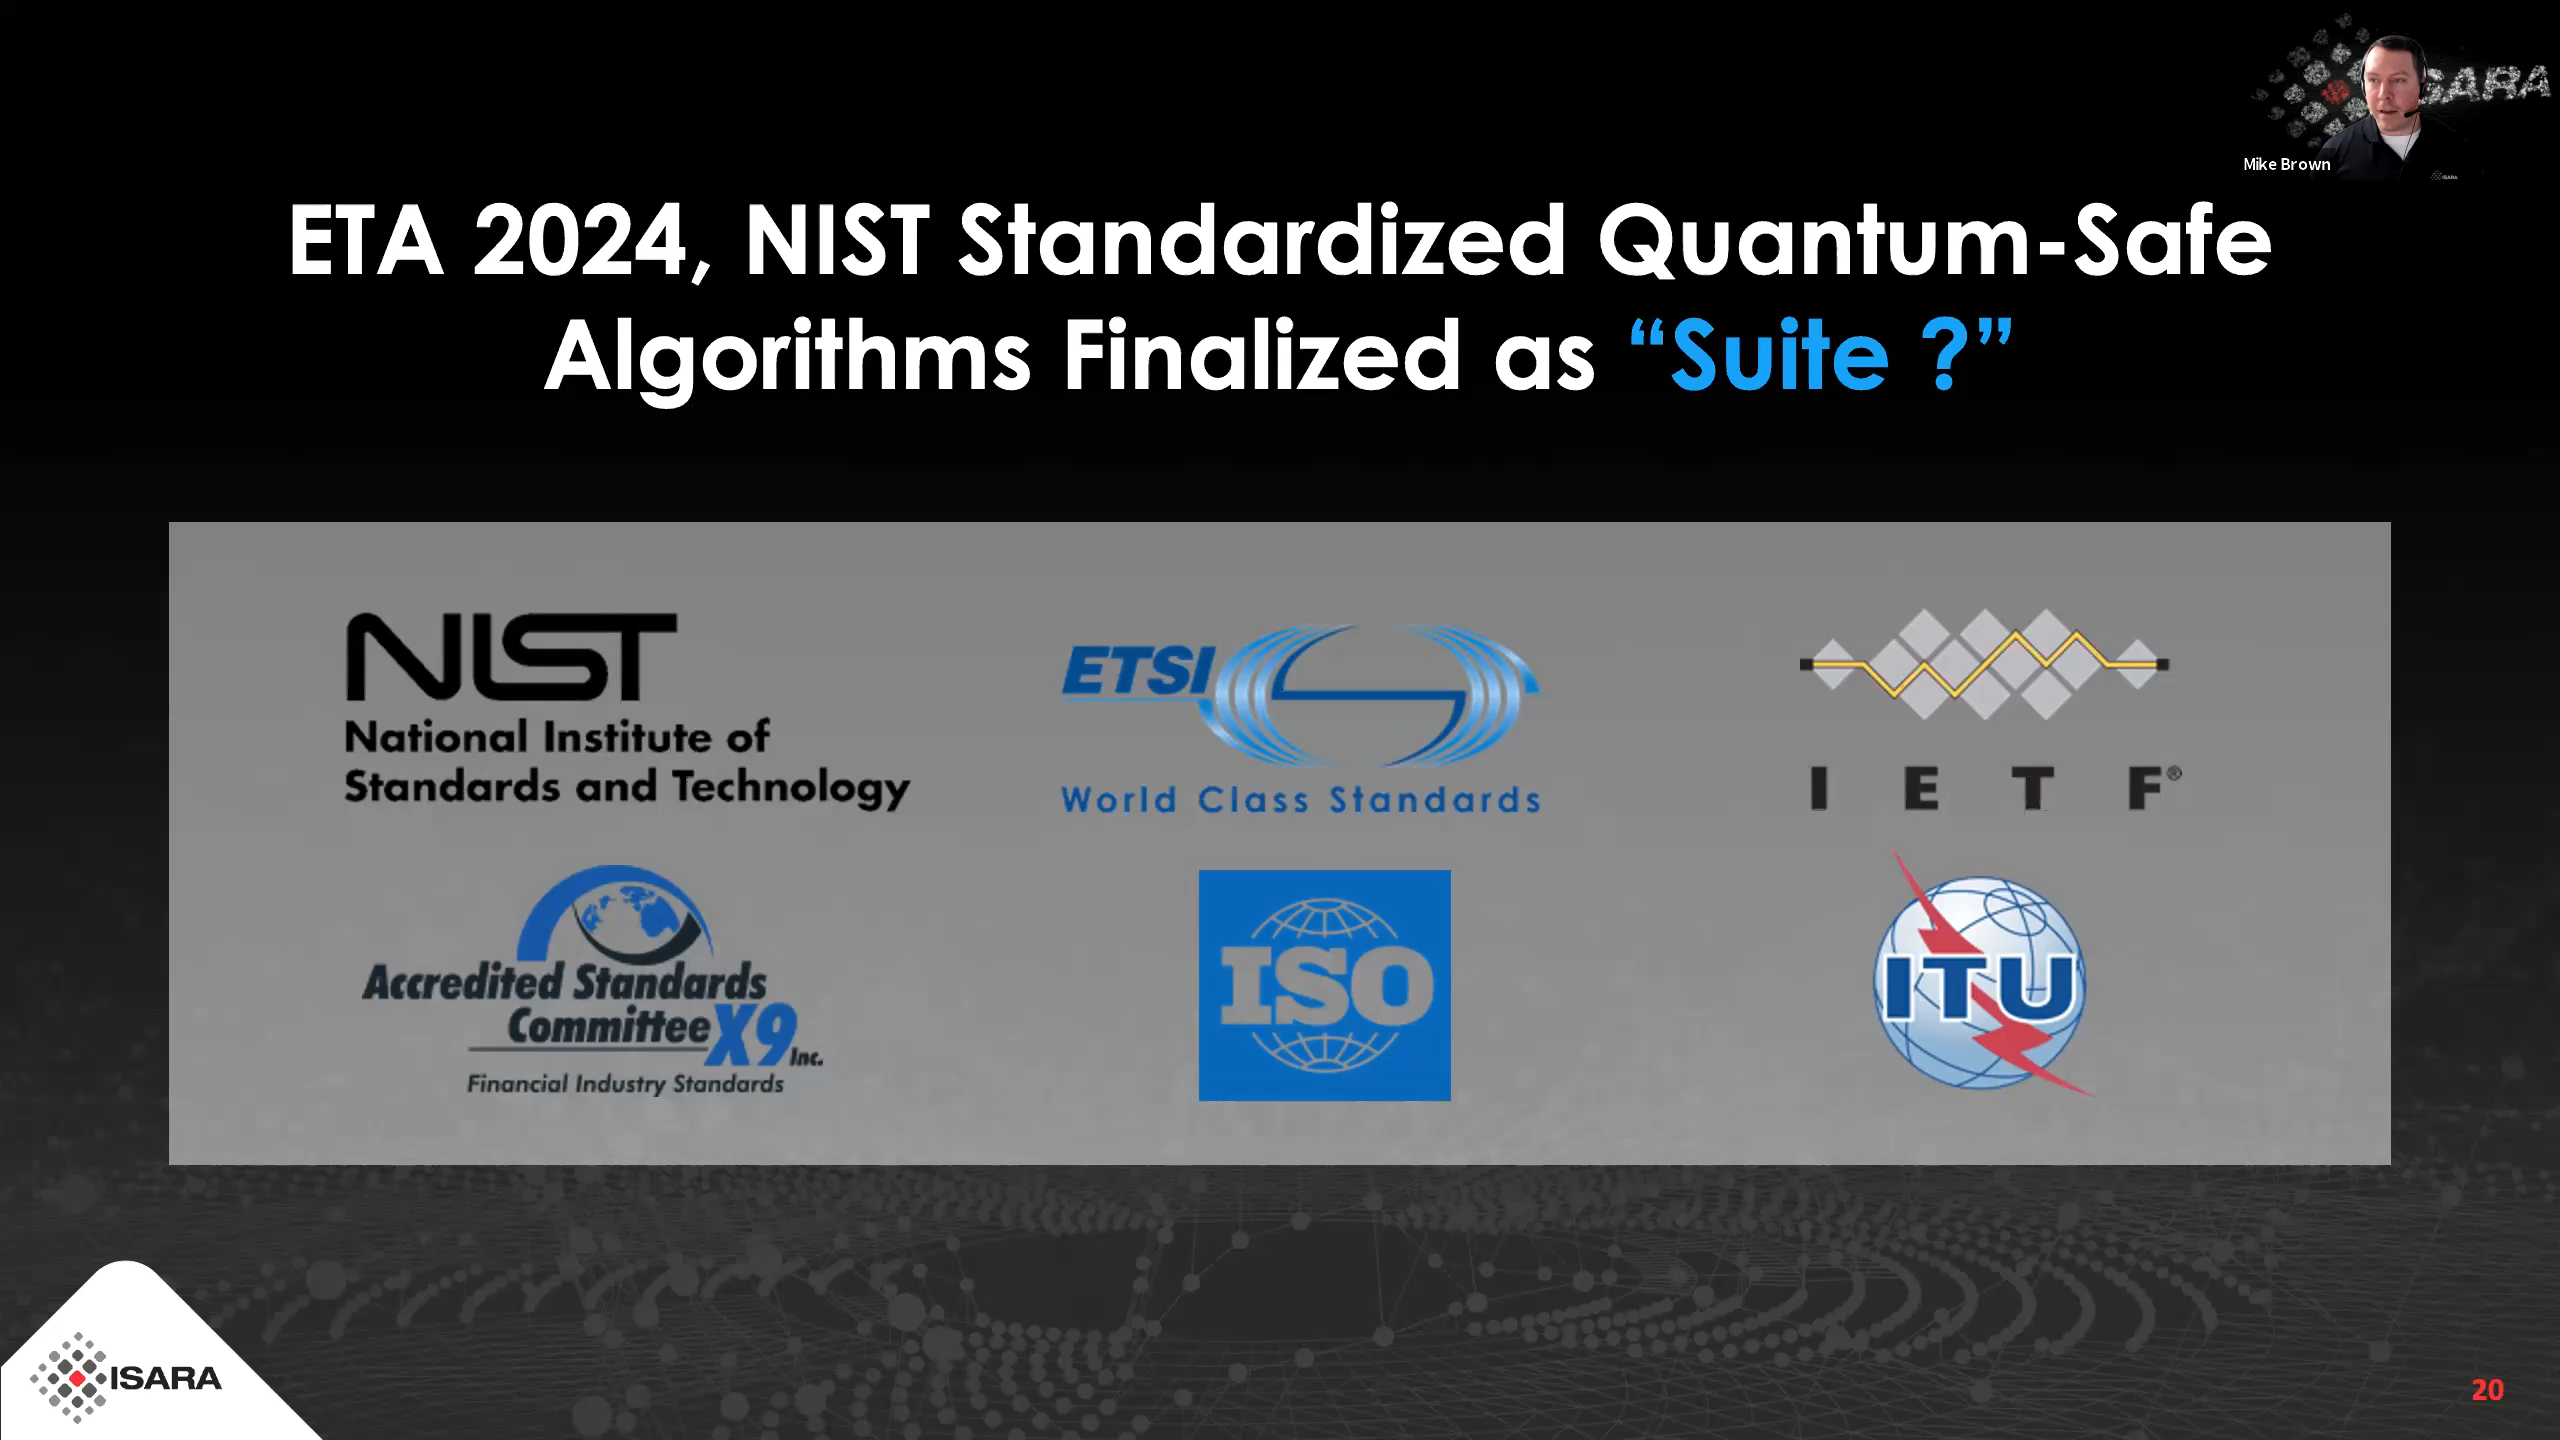 ISARA
Mike Brown
ETA 2024, NIST Standardized Quantum-Safe
Algorithms Finalized as “Suite ?”
NIST
National Institute of
Standards and Technology
ETSI
World Class Standards
I E T F®
Accredited Standards
Committee X9 Inc.
Financial Industry Standards
ISO
ITU
ISARA
20